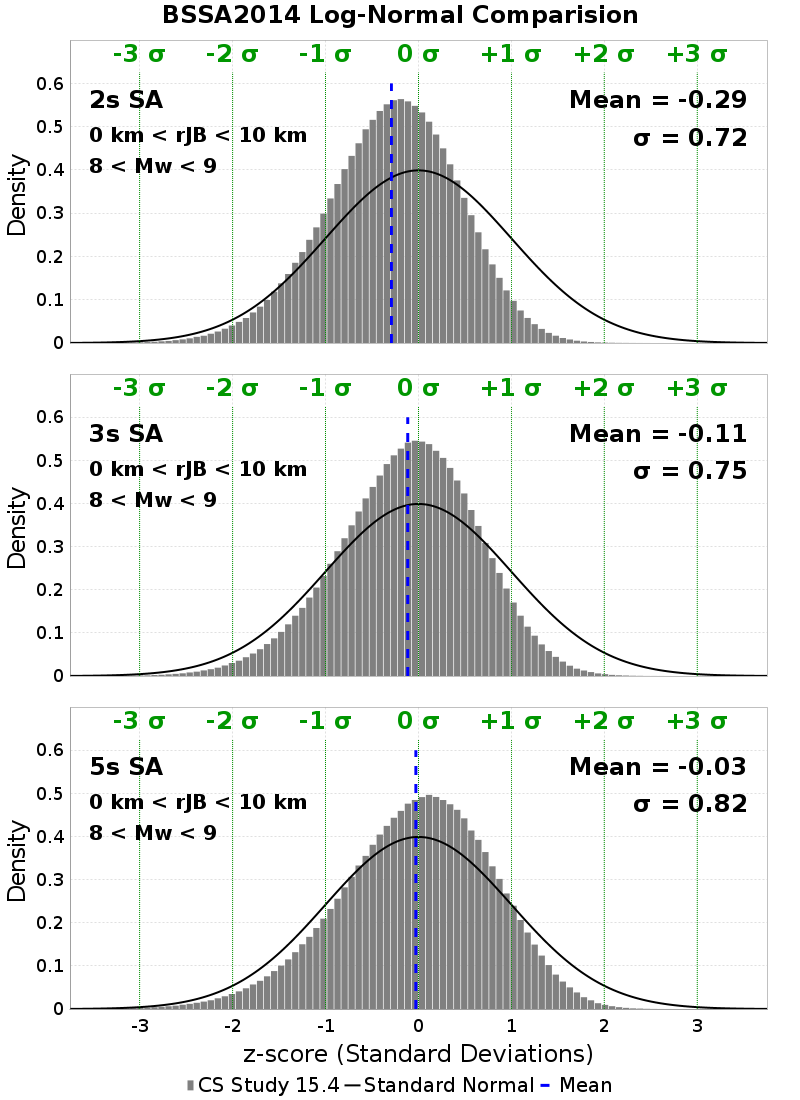 BSSA2014 Log-Normal Comparision
-3 σ -2 σ -1 σ 0 σ +1 σ +2 σ +3 σ
0.6
2s SA Mean = -0.29
0.5
0 km < rJB < 10 km σ = 0.72
8 < Mw < 9
0.4
Density
0.3
0.2
0.1
0
-3 σ -2 σ -1 σ 0 σ +1 σ +2 σ +3 σ
0.6
3s SA Mean = -0.11
0.5
0 km < rJB < 10 km σ = 0.75
8 < Mw < 9
0.4
Density
0.3
0.2
0.1
0
-3 σ -2 σ -1 σ 0 σ +1 σ +2 σ +3 σ
0.6
5s SA Mean = -0.03
0.5
0 km < rJB < 10 km σ = 0.82
8 < Mw < 9
0.4
Density
0.3
0.2
0.1
0
-3 -2 -1 0 1 2 3
z-score (Standard Deviations)
CS Study 15.4 Standard Normal Mean